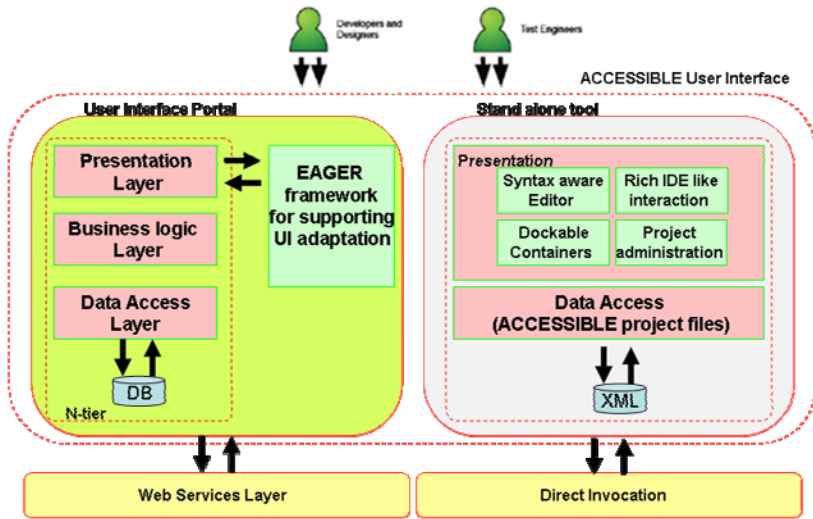 Developers and
Designers
Test Engineers
ACCESSIBLE User Interface
User Interface Portal
Presentation
Layer
Business logic
Layer
Data Access
Layer
DB
N-tier
EAGER
framework
for supporting
UI adaptation
Stand alone tool
Presentation
Syntax aware
Editor
Rich IDE like
interaction
Dockable
Containers
Project
administration
Data Access
(ACCESSIBLE project files)
XML
Web Services Layer
Direct Invocation